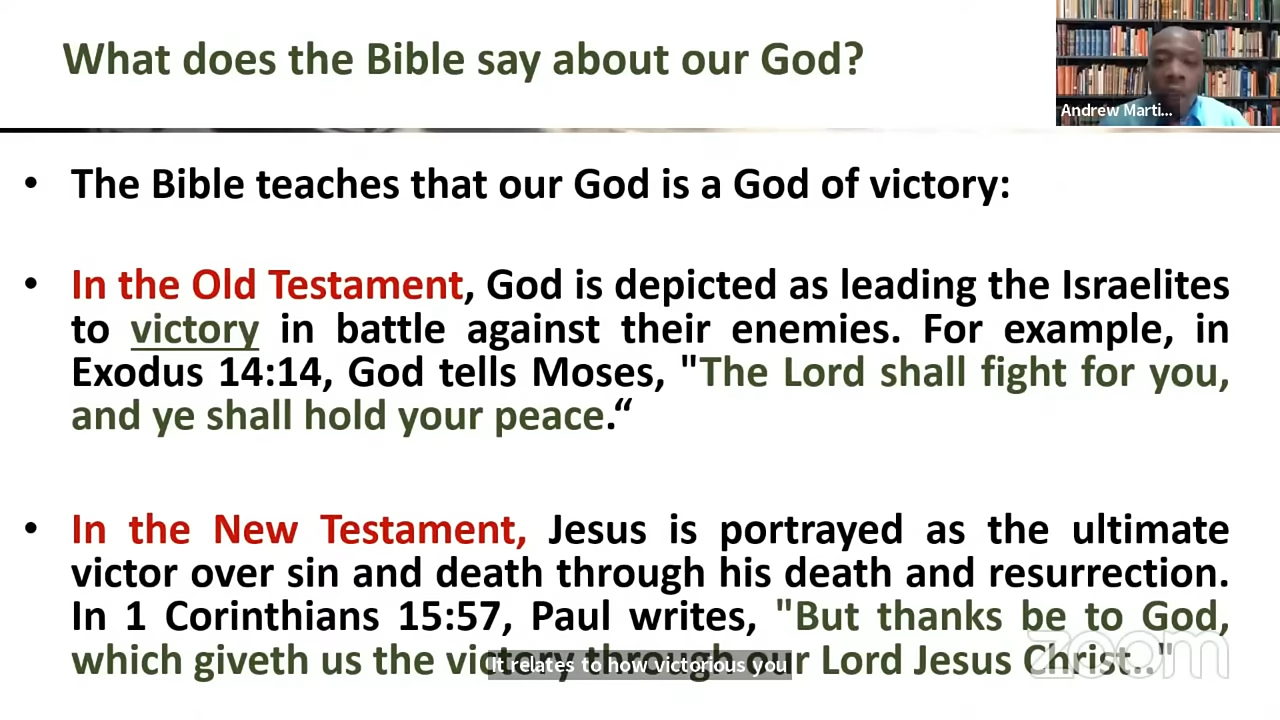 What does the Bible say about our God?
Andrew Marti...
• The Bible teaches that our God is a God of victory:
• In the Old Testament, God is depicted as leading the Israelites
to victory in battle against their enemies. For example, in
Exodus 14:14, God tells Moses, "The Lord shall fight for you,
and ye shall hold your peace.“
• In the New Testament, Jesus is portrayed as the ultimate
victor over sin and death through his death and resurrection.
In 1 Corinthians 15:57, Paul writes, "But thanks be to God,
which giveth us the victory through our Lord Jesus Christ.."
It relates to how victorious you
zoom